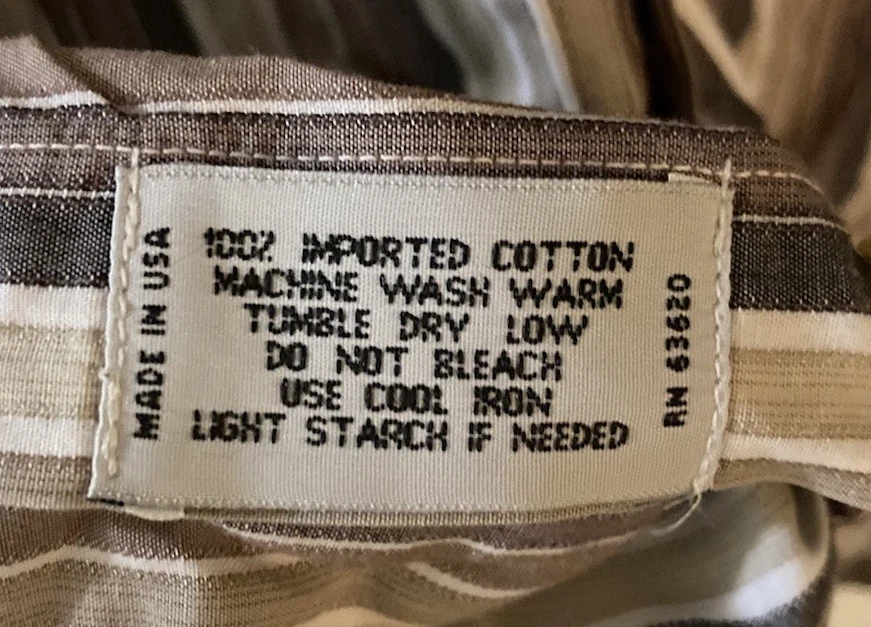 MADE IN USA
100% IMPORTED COTTON
MACHINE WASH WARM
TUMBLE DRY LOW
DO NOT BLEACH
USE COOL IRON
LIGHT STARCH IF NEEDED
RN 63620